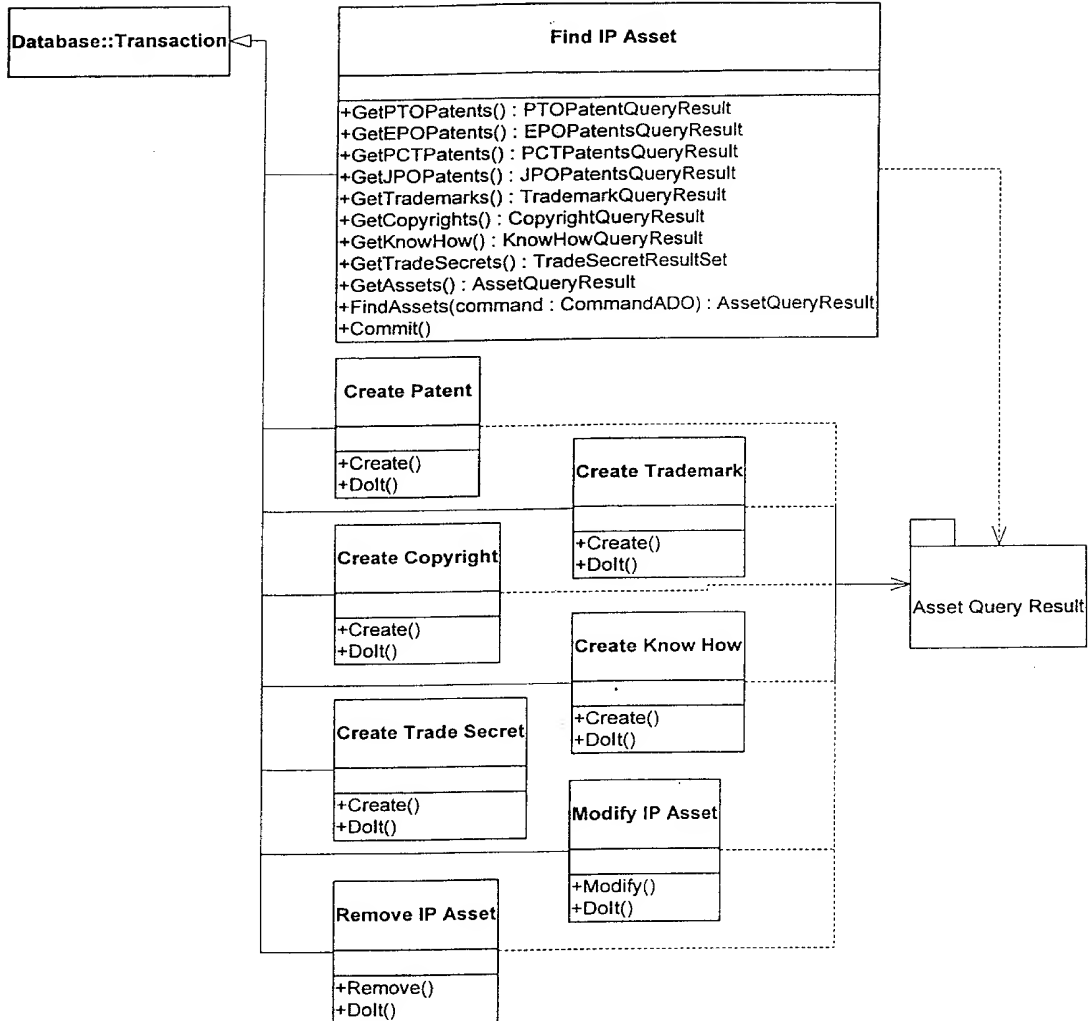 Database::Transaction
Find IP Asset
+GetPTOPatents() : PTOPatentQueryResult
+GetEPOPatents() : EPOPatentsQueryResult
+GetPCTPatents() : PCTPatentsQueryResult
+GetJPOPatents() : JPOPatentsQueryResult
+GetTrademarks() : TrademarkQueryResult
+GetCopyrights() : CopyrightQueryResult
+GetKnowHow() : KnowHowQueryResult
+GetTradeSecrets() : TradeSecretResultSet
+GetAssets() : AssetQueryResult
+FindAssets(command : CommandADO) : AssetQueryResult
+Commit()
Create Patent
+Create()
+DoIt()
Create Trademark
+Create()
+DoIt()
Create Copyright
+Create()
+DoIt()
Asset Query Result
Create Know How
+Create()
+DoIt()
Create Trade Secret
+Create()
+DoIt()
Modify IP Asset
+Modify()
+DoIt()
Remove IP Asset
+Remove()
+DoIt()